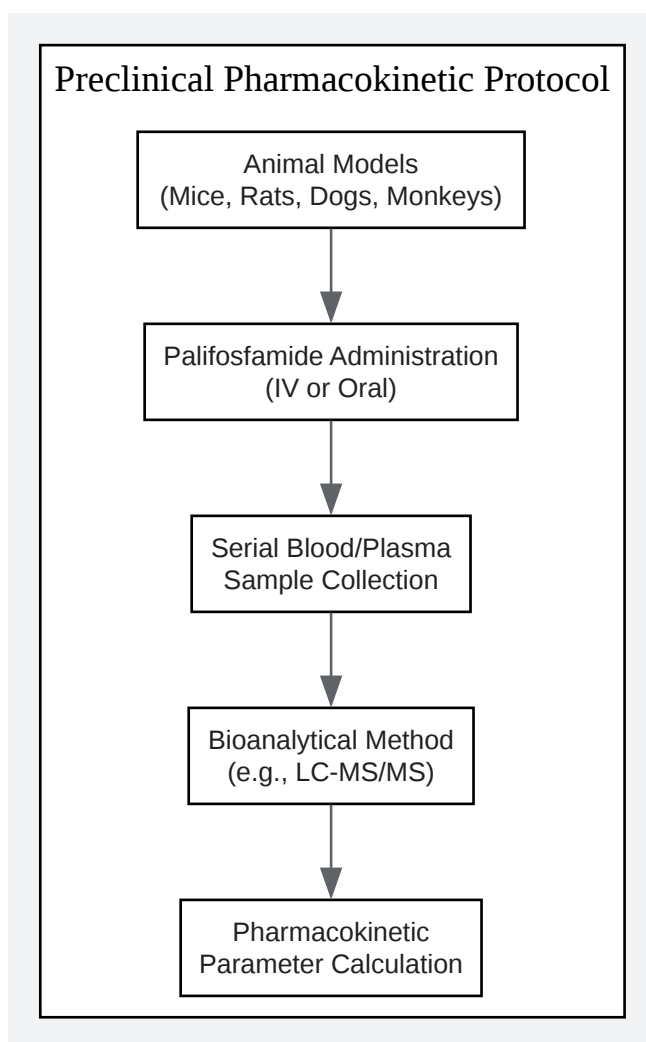 Preclinical Pharmacokinetic Protocol
Animal Models
(Mice, Rats, Dogs, Monkeys)
Palifosfamide Administration
(IV or Oral)
Serial Blood/Plasma
Sample Collection
Bioanalytical Method
(e.g., LC-MS/MS)
Pharmacokinetic
Parameter Calculation